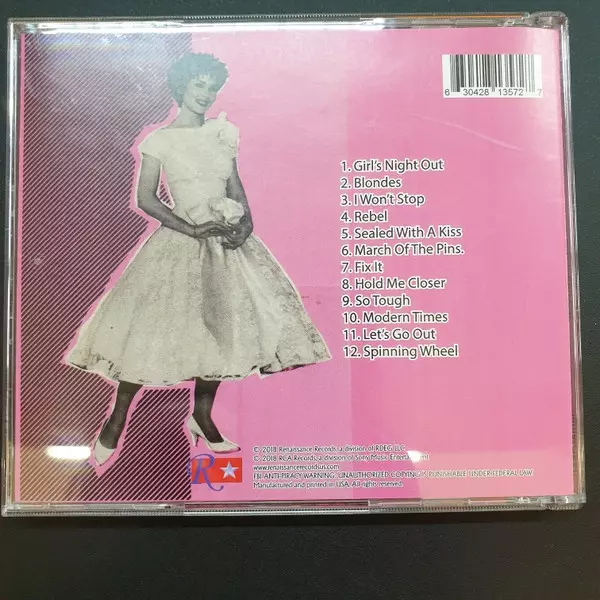 6 30428 13572 7
1. Girl's Night Out
2. Blondes
3. I Won't Stop
4. Rebel
5. Sealed With A Kiss
6. March Of The Pins.
7. Fix It
8. Hold Me Closer
9. So Tough
10. Modern Times
11. Let's Go Out
12. Spinning Wheel
© 2018 Renaissance Records, a division of RDEG LLC.
© 2018 RCA Records, a division of Sony Music Entertainment
www.renaissancerecordsus.com
FBI ANTI-PIRACY WARNING: UNAUTHORIZED COPYING IS PUNISHABLE UNDER FEDERAL LAW
Manufactured and printed in USA. All rights reserved.
R